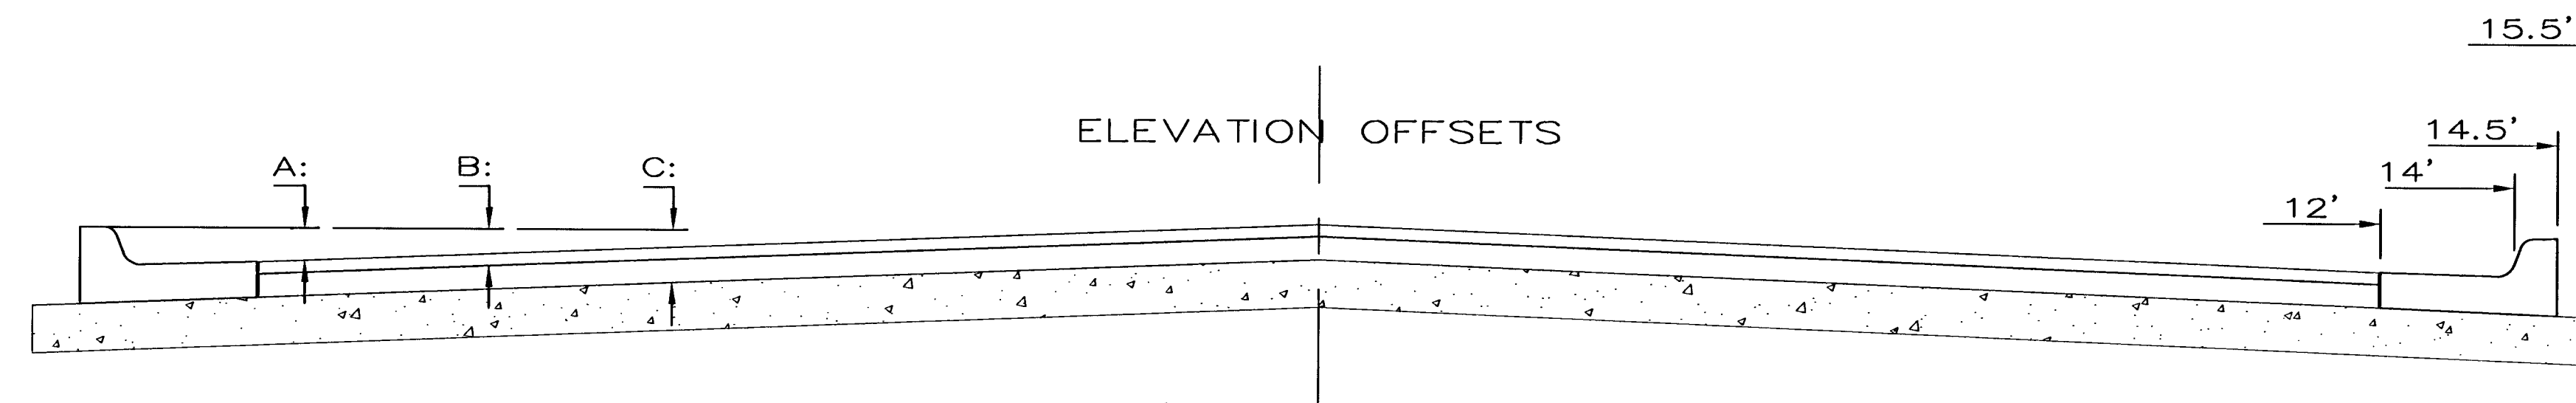 15.5'
ELEVATION OFFSETS
14.5'
A: B: C:
14'
12'